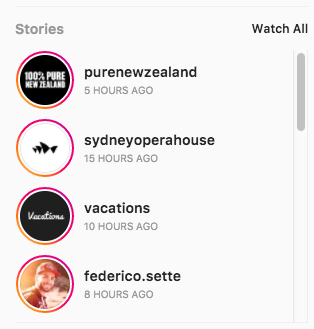 Stories Watch All
100% PURE
NEW ZEALAND
purenewzealand
5 HOURS AGO
sydneyoperahouse
15 HOURS AGO
Vacations
vacations
10 HOURS AGO
federico.sette
8 HOURS AGO